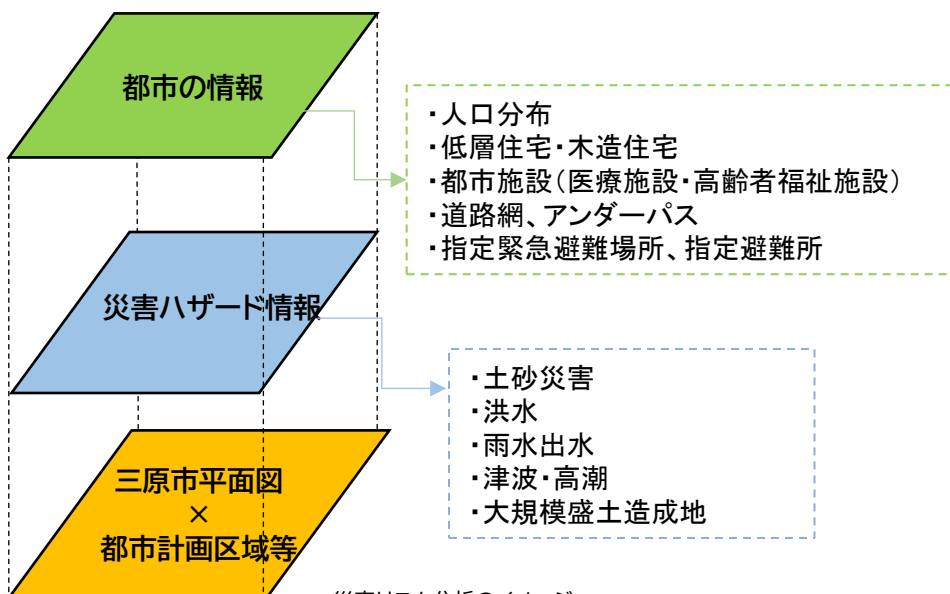 都市の情報
・人口分布
・低層住宅・木造住宅
・都市施設(医療施設・高齢者福祉施設)
・道路網、アンダーパス
・指定緊急避難場所、指定避難所
災害ハザード情報
・土砂災害
・洪水
・雨水出水
・津波・高潮
・大規模盛土造成地
三原市平面図
×
都市計画区域等